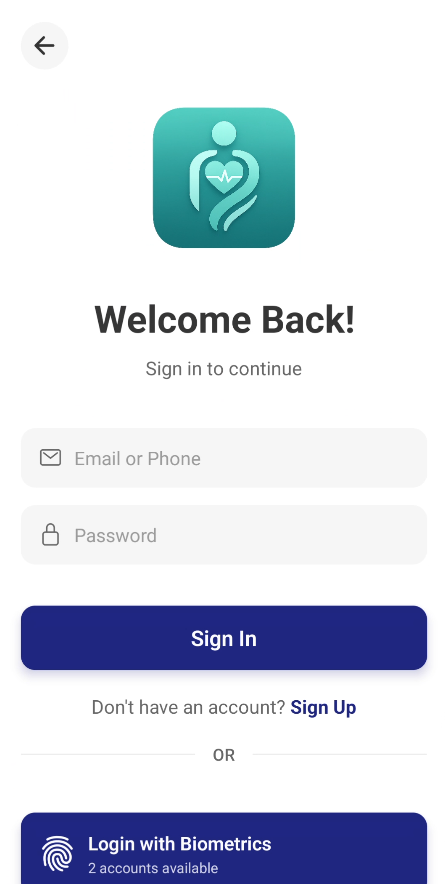 Welcome Back!
Sign in to continue
Email or Phone
Password
Sign In
Don't have an account? Sign Up
OR
Login with Biometrics
2 accounts available